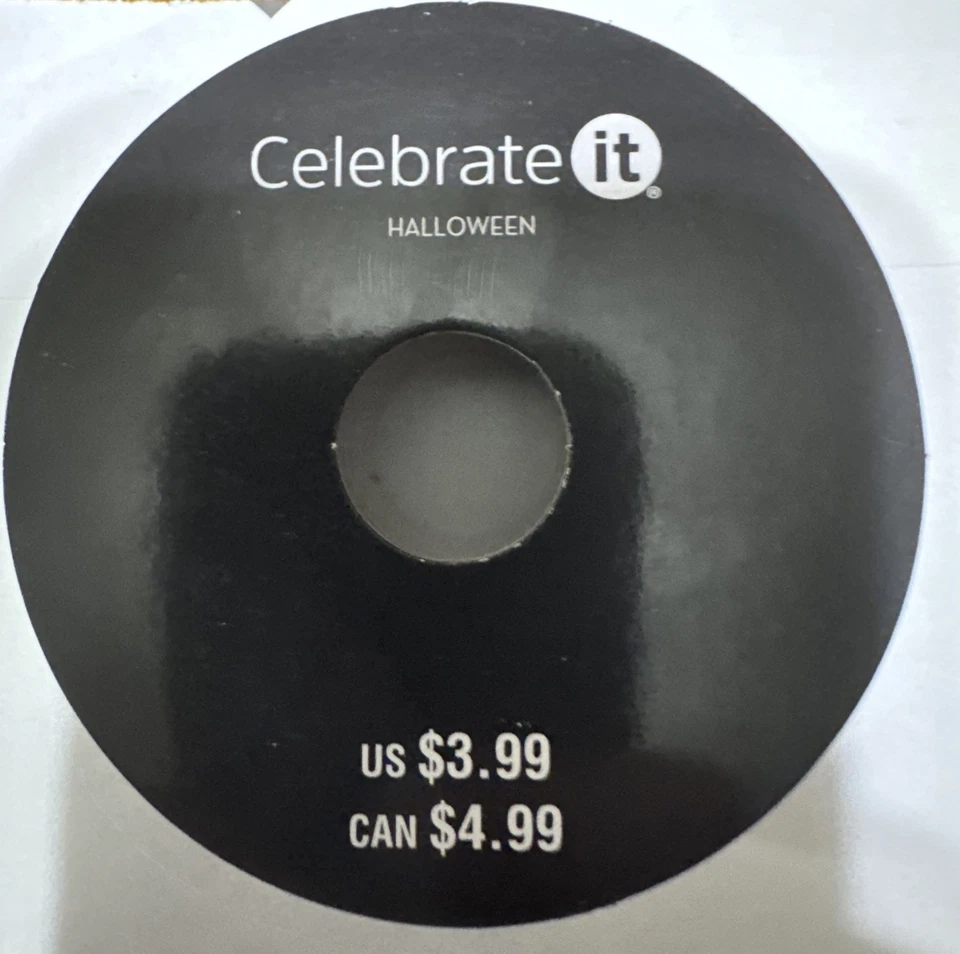 Celebrate it®
HALLOWEEN
US $3.99
CAN $4.99